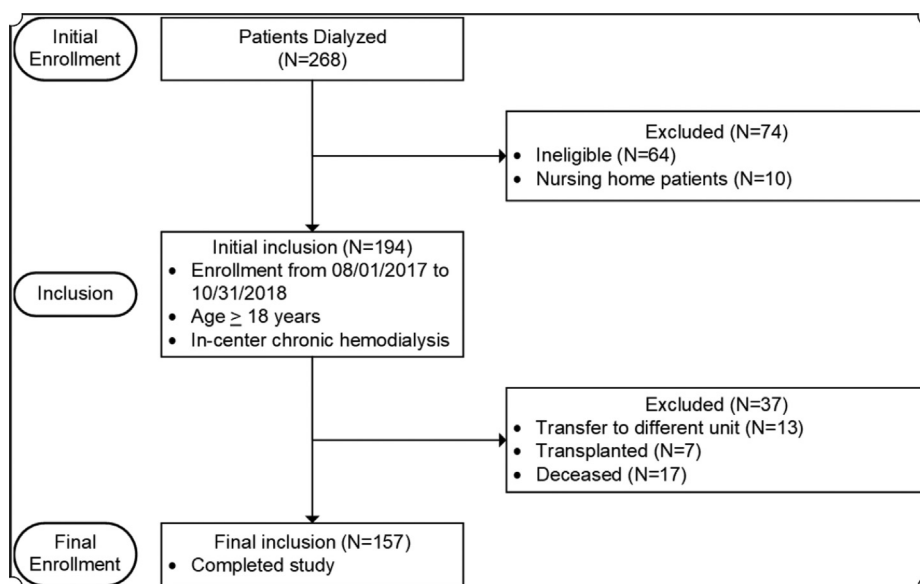 Initial
Enrollment
Patients Dialyzed
(N=268)
Excluded (N=74)
• Ineligible (N=64)
• Nursing home patients (N=10)
Inclusion
Initial inclusion (N=194)
• Enrollment from 08/01/2017 to
10/31/2018
• Age ≥ 18 years
• In-center chronic hemodialysis
Excluded (N=37)
• Transfer to different unit (N=13)
• Transplanted (N=7)
• Deceased (N=17)
Final
Enrollment
Final inclusion (N=157)
• Completed study